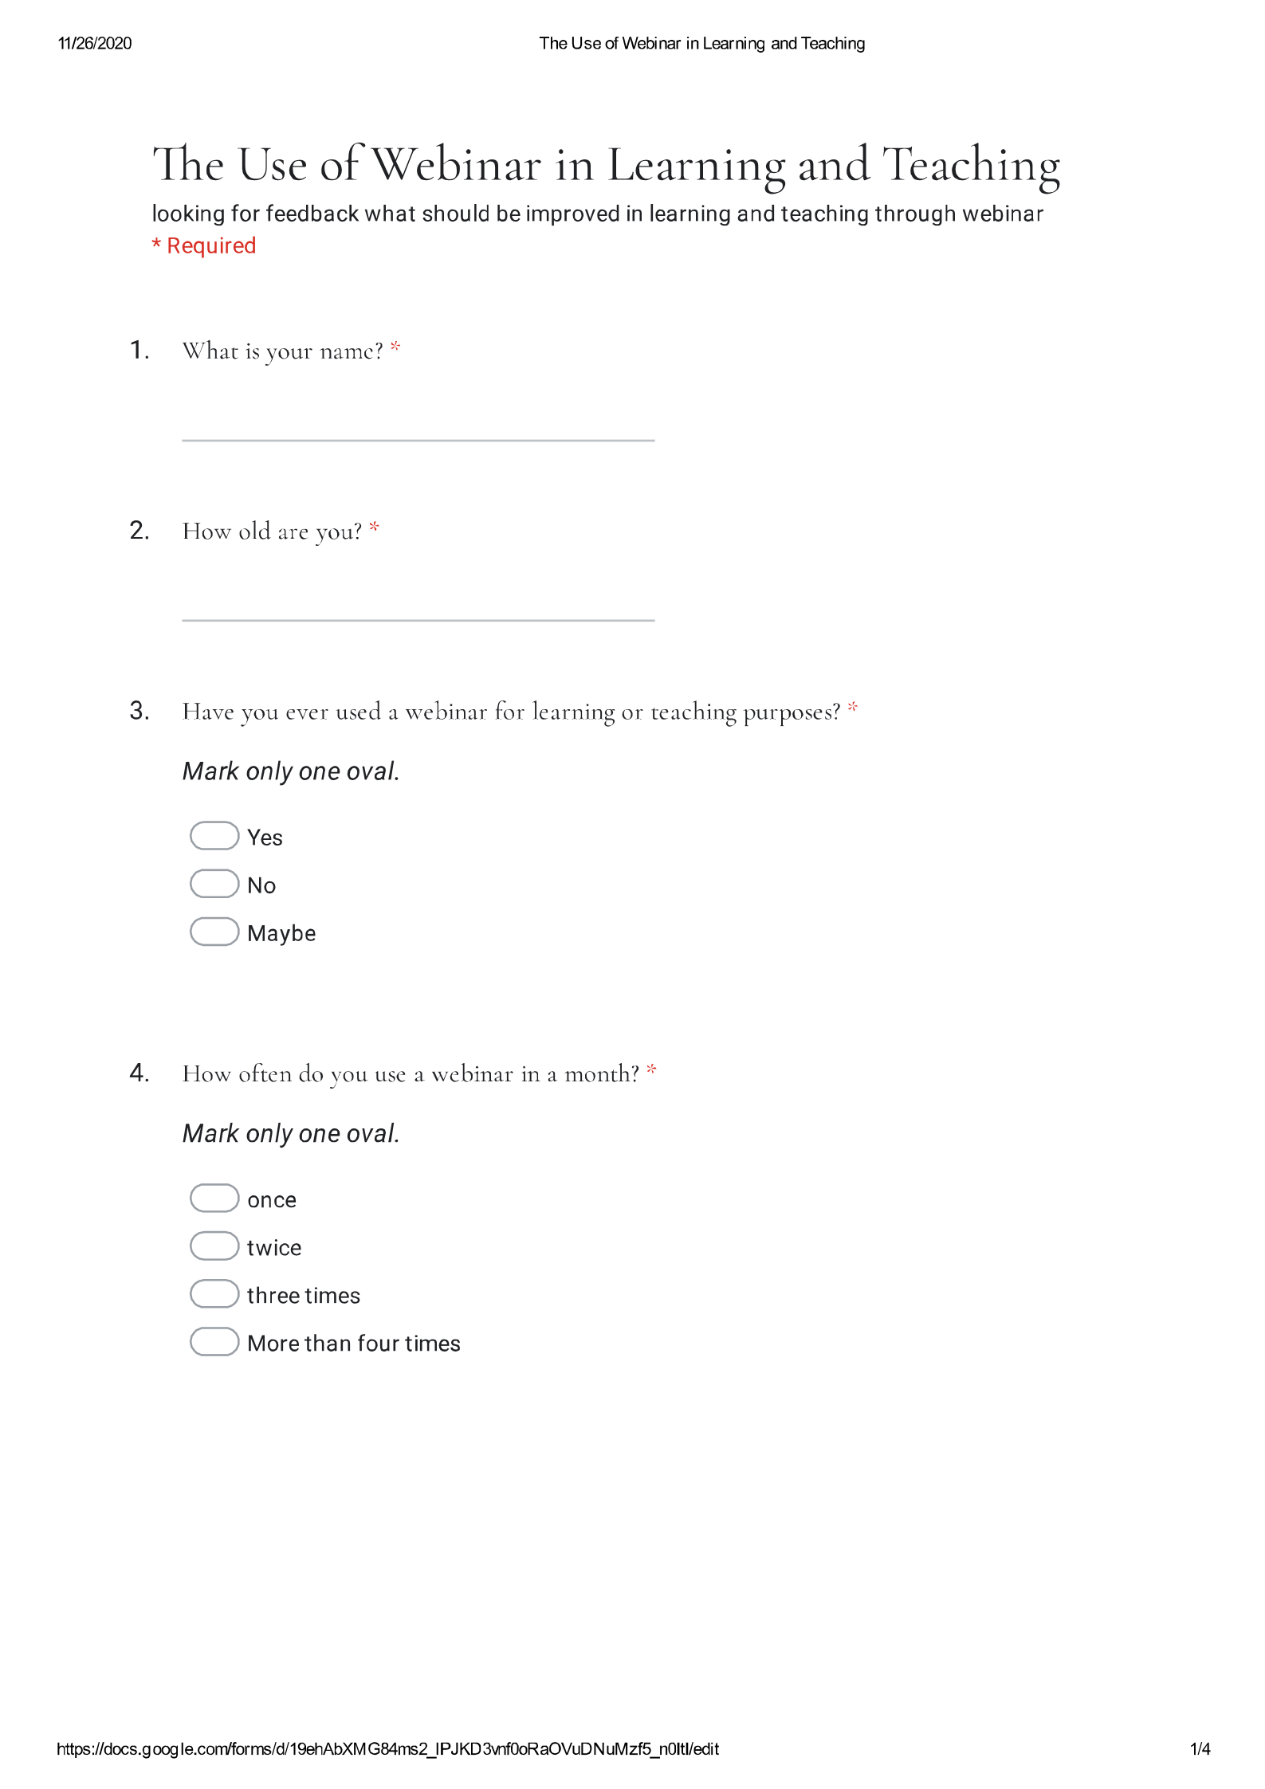 11/26/2020 The Use of Webinar in Learning and Teaching
The Use of Webinar in Learning and Teaching
looking for feedback what should be improved in learning and teaching through webinar
* Required
1. What is your name? *
2. How old are you? *
3. Have you ever used a webinar for learning or teaching purposes? *
Mark only one oval.
Yes
No
Maybe
4. How often do you use a webinar in a month? *
Mark only one oval.
once
twice
three times
More than four times
https://docs.google.com/forms/d/19ehAbXMG84ms2_IPJKD3vnf0oRaOVuDNuMzf5_n0ltI/edit 1/4